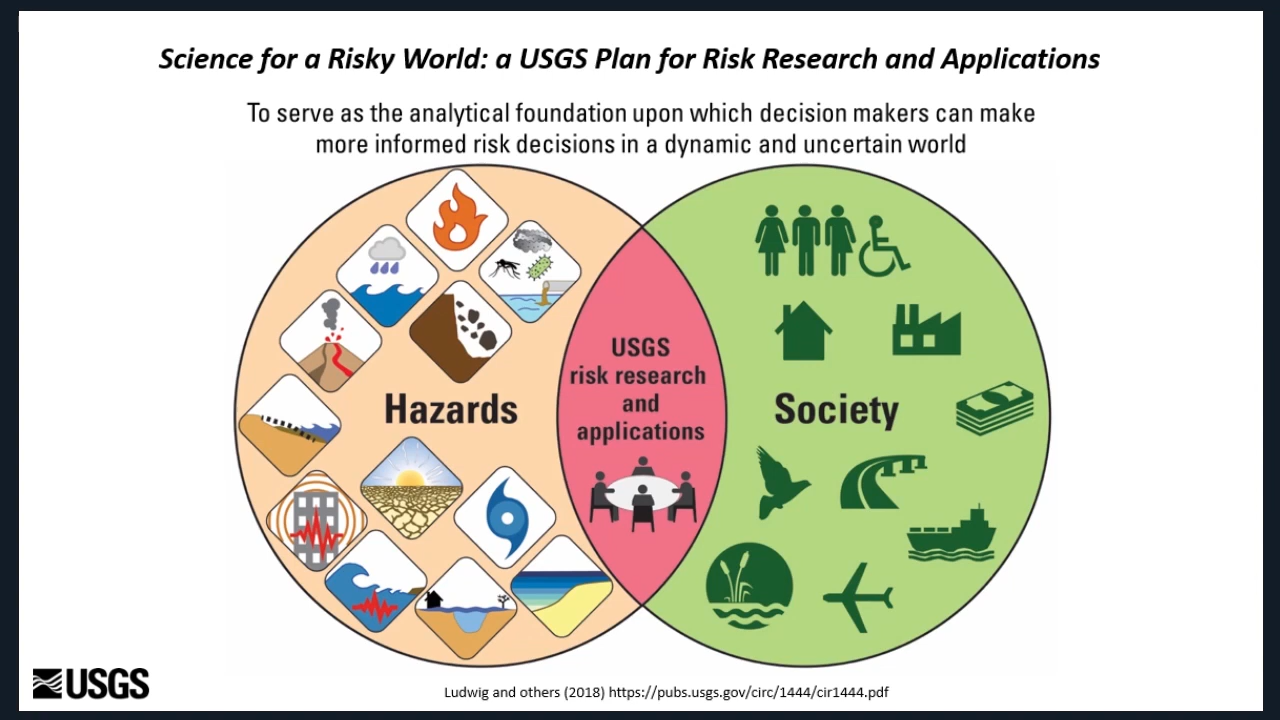 Science for a Risky World: a USGS Plan for Risk Research and Applications
To serve as the analytical foundation upon which decision makers can make
more informed risk decisions in a dynamic and uncertain world
Hazards
USGS
risk research
and
applications
Society
USGS
Ludwig and others (2018) https://pubs.usgs.gov/circ/1444/cir1444.pdf